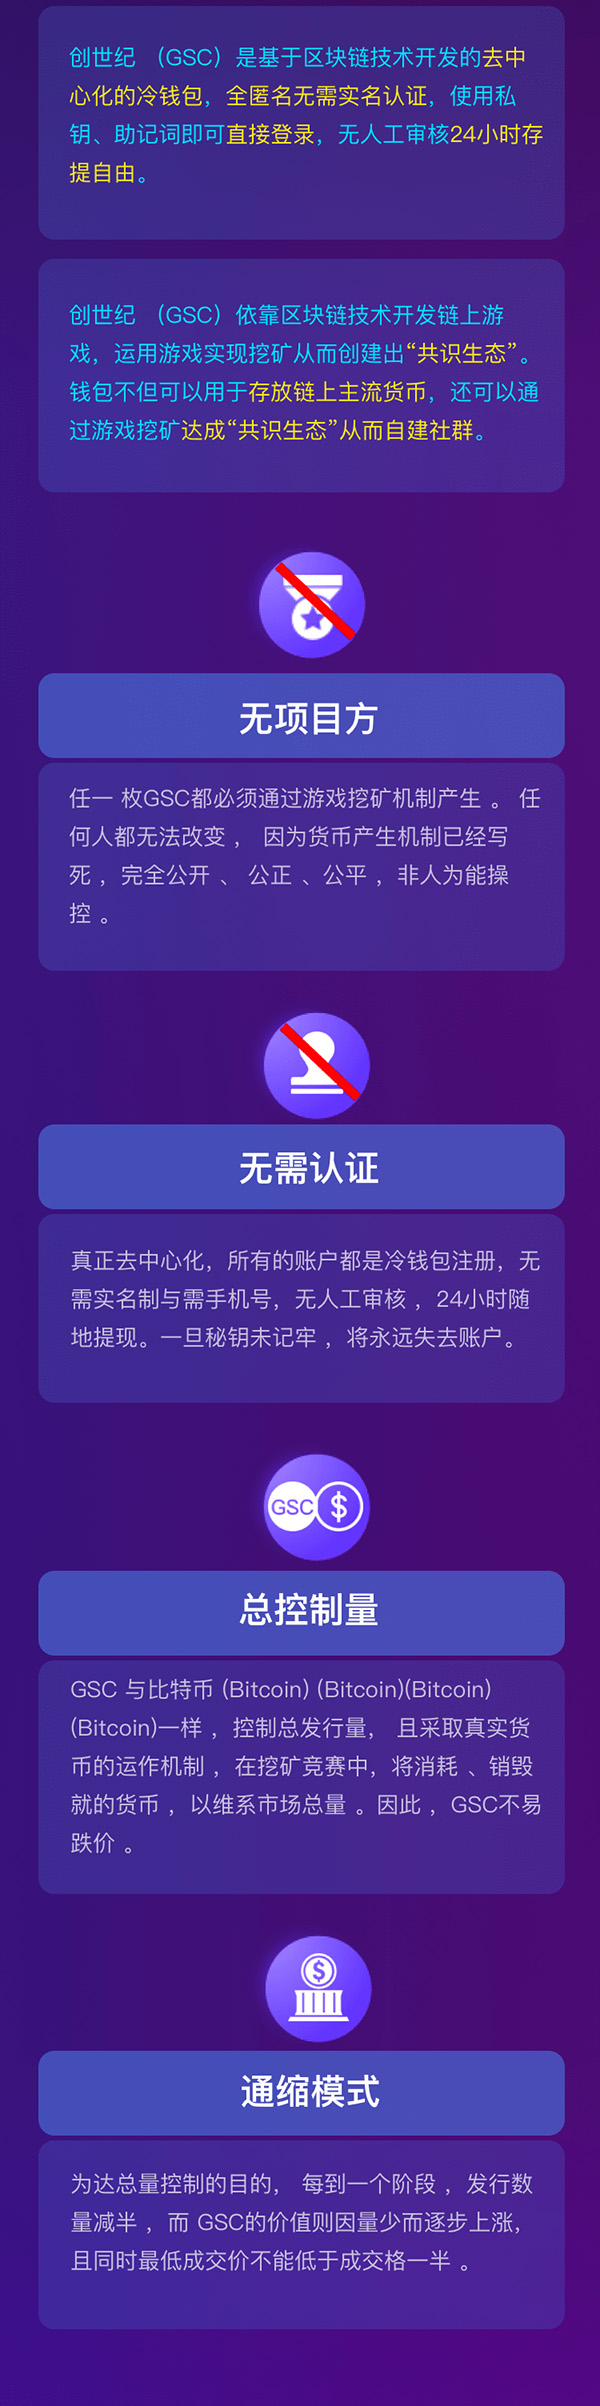 创世纪 （GSC）是基于区块链技术开发的去中
心化的冷钱包，全匿名无需实名认证，使用私
钥、助记词即可直接登录，无人工审核24小时存
提自由。
创世纪 （GSC）依靠区块链技术开发链上游
戏，运用游戏实现挖矿从而创建出“共识生态”。
钱包不但可以用于存放链上主流货币，还可以通
过游戏挖矿达成“共识生态”从而自建社群。
无项目方
任一 枚GSC都必须通过游戏挖矿机制产生 。 任
何人都无法改变 ， 因为货币产生机制已经写
死 ， 完全公开 、 公正 、公平 ， 非人为能操
控 。
无需认证
真正去中心化，所有的账户都是冷钱包注册，无
需实名制与需手机号，无人工审核 ，24小时随
地提现。一旦秘钥未记牢 ，将永远失去账户。
GSC $
总控制量
GSC 与比特币 (Bitcoin) (Bitcoin)(Bitcoin)
(Bitcoin)一样 ，控制总发行量， 且采取真实货
币的运作机制 ，在挖矿竞赛中，将消耗 、销毁
就的货币 ，以维系市场总量 。因此 ，GSC不易
跌价 。
$
通缩模式
为达总量控制的目的， 每到一个阶段 ，发行数
量减半 ，而 GSC的价值则因量少而逐步上涨，
且同时最低成交价不能低于成交格一半 。